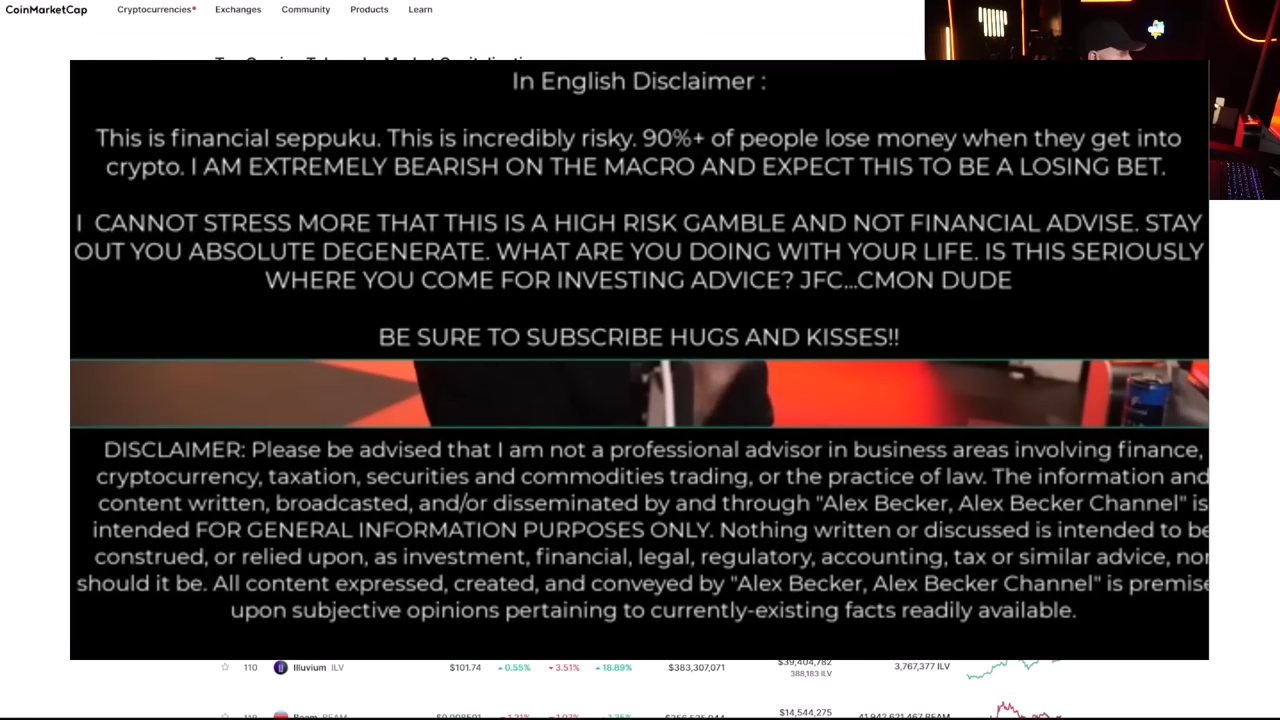 CoinMarketCap Cryptocurrencies Exchanges Community Products Learn
In English Disclaimer :
This is financial seppuku. This is incredibly risky. 90%+ of people lose money when they get into
crypto. I AM EXTREMELY BEARISH ON THE MACRO AND EXPECT THIS TO BE A LOSING BET.
I CANNOT STRESS MORE THAT THIS IS A HIGH RISK GAMBLE AND NOT FINANCIAL ADVISE. STAY
OUT YOU ABSOLUTE DEGENERATE. WHAT ARE YOU DOING WITH YOUR LIFE. IS THIS SERIOUSLY
WHERE YOU COME FOR INVESTING ADVICE? JFC...CMON DUDE
BE SURE TO SUBSCRIBE HUGS AND KISSES!!
DISCLAIMER: Please be advised that I am not a professional advisor in business areas involving finance,
cryptocurrency, taxation, securities and commodities trading, or the practice of law. The information and
content written, broadcasted, and/or disseminated by and through "Alex Becker, Alex Becker Channel" is
intended FOR GENERAL INFORMATION PURPOSES ONLY. Nothing written or discussed is intended to be
construed, or relied upon, as investment, financial, legal, regulatory, accounting, tax or similar advice, nor
should it be. All content expressed, created, and conveyed by "Alex Becker, Alex Becker Channel" is premise
upon subjective opinions pertaining to currently-existing facts readily available.
110 Illuvium ILV $101.74 0.55% 3.51% 18.89% $383,307,071 $39,404,782 3,767,377 ILV
388,183 ILV
$14,544,275